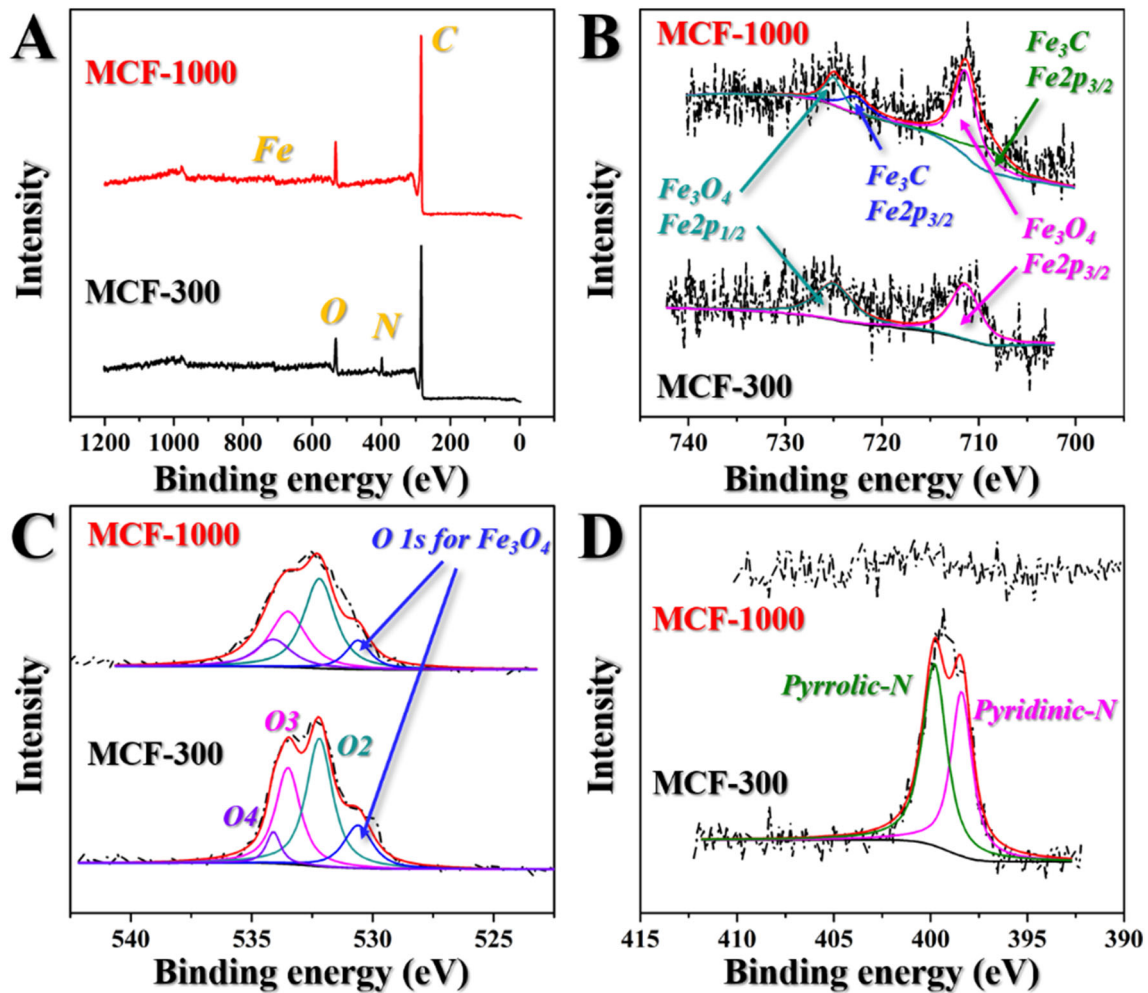 A
MCF-1000
C
Fe
MCF-300
O
N
Intensity
1200 1000 800 600 400 200 0
Binding energy (eV)
B
MCF-1000
Fe3C
Fe2p3/2
Fe3O4
Fe2p1/2
Fe3C
Fe2p3/2
Fe3O4
Fe2p3/2
MCF-300
Intensity
740 730 720 710 700
Binding energy (eV)
C
MCF-1000
O 1s for Fe3O4
MCF-300
O3
O2
O4
Intensity
540 535 530 525
Binding energy (eV)
D
MCF-1000
Pyrrolic-N
Pyridinic-N
MCF-300
Intensity
415 410 405 400 395 390
Binding energy (eV)